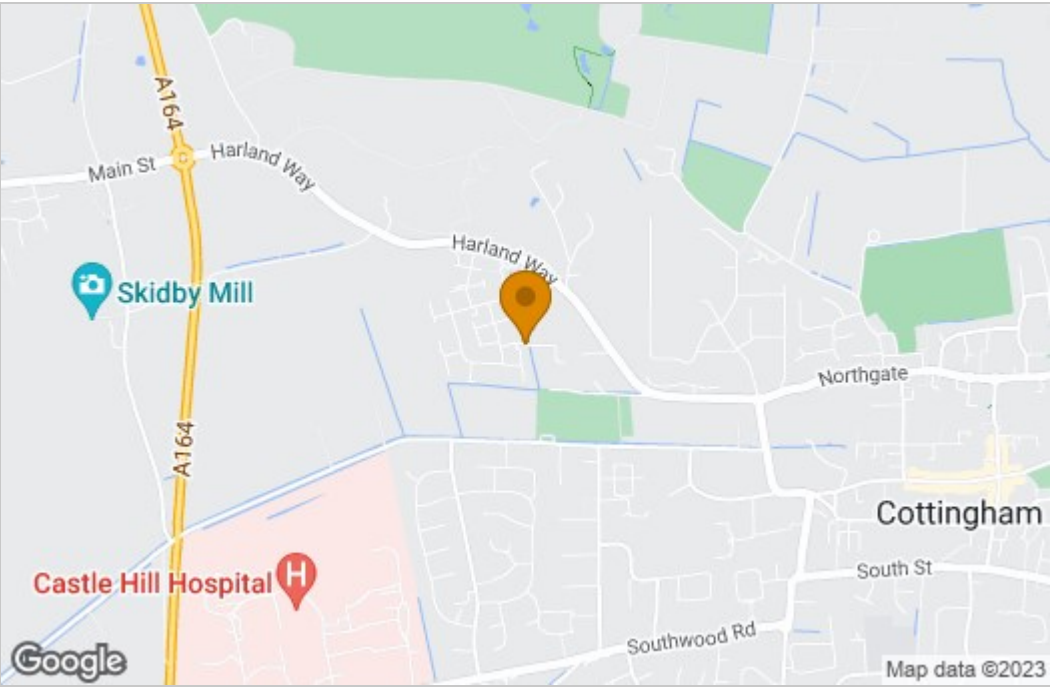 A164
Main St
Harland Way
Harland Way
Skidby Mill
Northgate
A164
Cottingham
Castle Hill Hospital
H
South St
Southwood Rd
Google
Map data ©2023